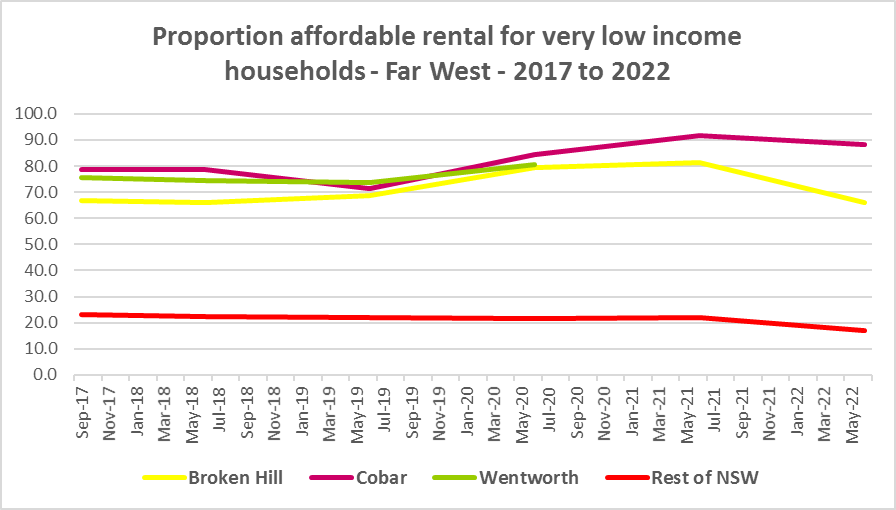 Proportion affordable rental for very low income
households - Far West - 2017 to 2022
100.0
90.0
80.0
70.0
60.0
50.0
40.0
30.0
20.0
10.0
0.0
Sep-17
Nov-17
Jan-18
Mar-18
May-18
Jul-18
Sep-18
Nov-18
Jan-19
Mar-19
May-19
Jul-19
Sep-19
Nov-19
Jan-20
Mar-20
May-20
Jul-20
Sep-20
Nov-20
Jan-21
Mar-21
May-21
Jul-21
Sep-21
Nov-21
Jan-22
Mar-22
May-22
Broken Hill Cobar Wentworth Rest of NSW